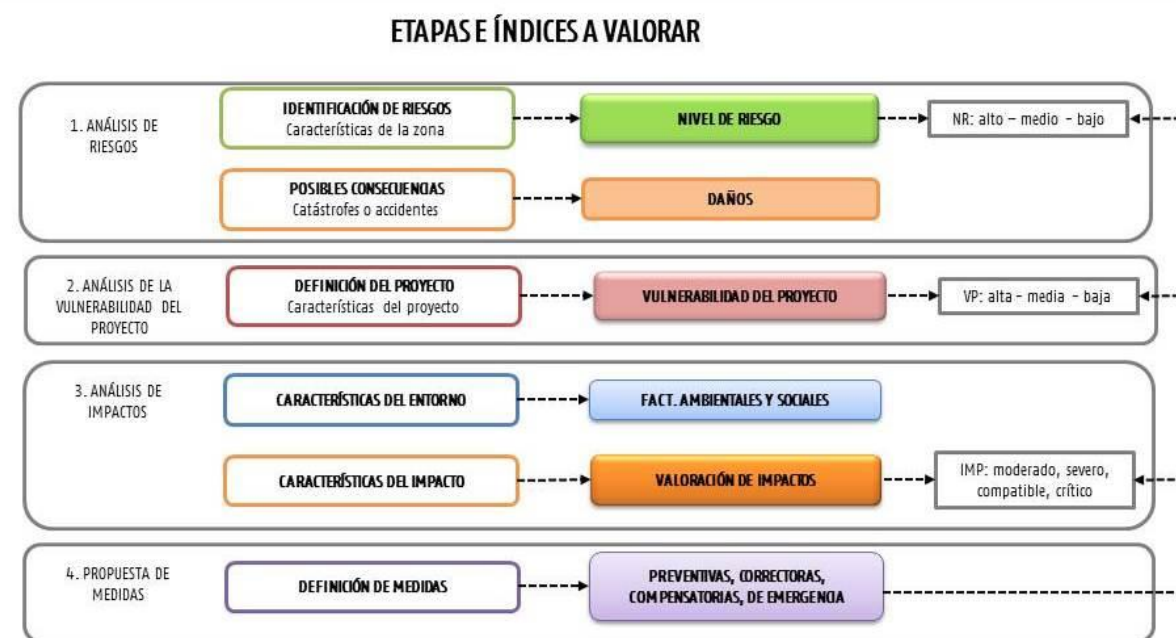 ETAPAS E ÍNDICES A VALORAR
1. ANÁLISIS DE
RIESGOS
IDENTIFICACIÓN DE RIESGOS
Características de la zona
NIVEL DE RIESGO
NR: alto – medio - bajo
POSIBLES CONSECUENCIAS
Catástrofes o accidentes
DAÑOS
2. ANÁLISIS DE LA
VULNERABILIDAD DEL
PROYECTO
DEFINICIÓN DEL PROYECTO
Características del proyecto
VULNERABILIDAD DEL PROYECTO
VP: alta - media - baja
3. ANÁLISIS DE
IMPACTOS
CARACTERÍSTICAS DEL ENTORNO
FACT. AMBIENTALES Y SOCIALES
CARACTERÍSTICAS DEL IMPACTO
VALORACIÓN DE IMPACTOS
IMP: moderado, severo,
compatible, crítico
4. PROPUESTA DE
MEDIDAS
DEFINICIÓN DE MEDIDAS
PREVENTIVAS, CORRECTORAS,
COMPENSATORIAS, DE EMERGENCIA